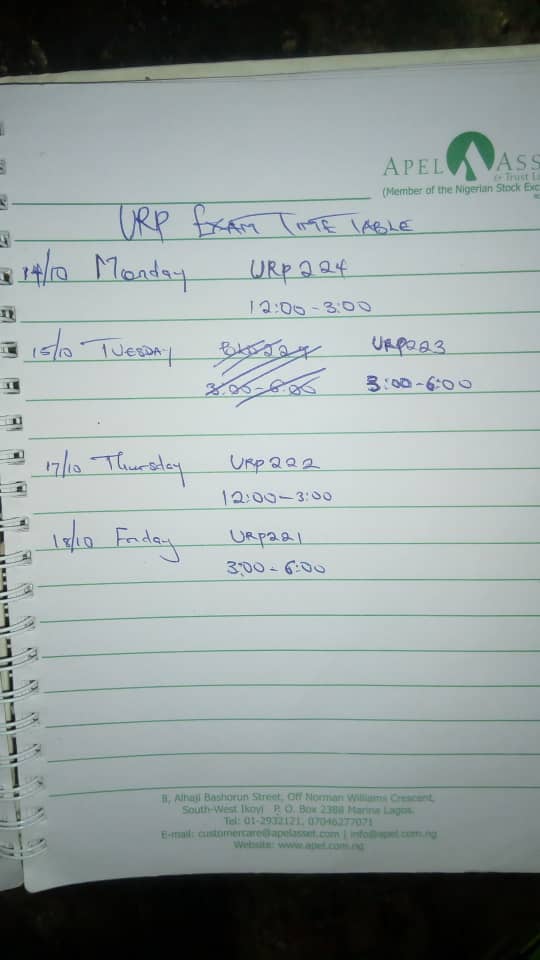 APEL ASS
& Trust L
(Member of the Nigerian Stock Exc
URP EXAM TIME TABLE
14/10 Monday URP 224
12:00-3:00
15/10 TUESDAY URP223
3:00-6:00 3:00-6:00
17/10 Thursday URP 222
12:00-3:00
18/10 Friday URP221
3:00-6:00
8, Alhaji Bashorun Street, Off Norman Williams Crescent,
South-West Ikoyi P. O. Box 2388 Marina Lagos.
Tel: 01-2932121, 07046277071
E-mail: customercare@apelasset.com | info@apel.com.ng
Website: www.apel.com.ng